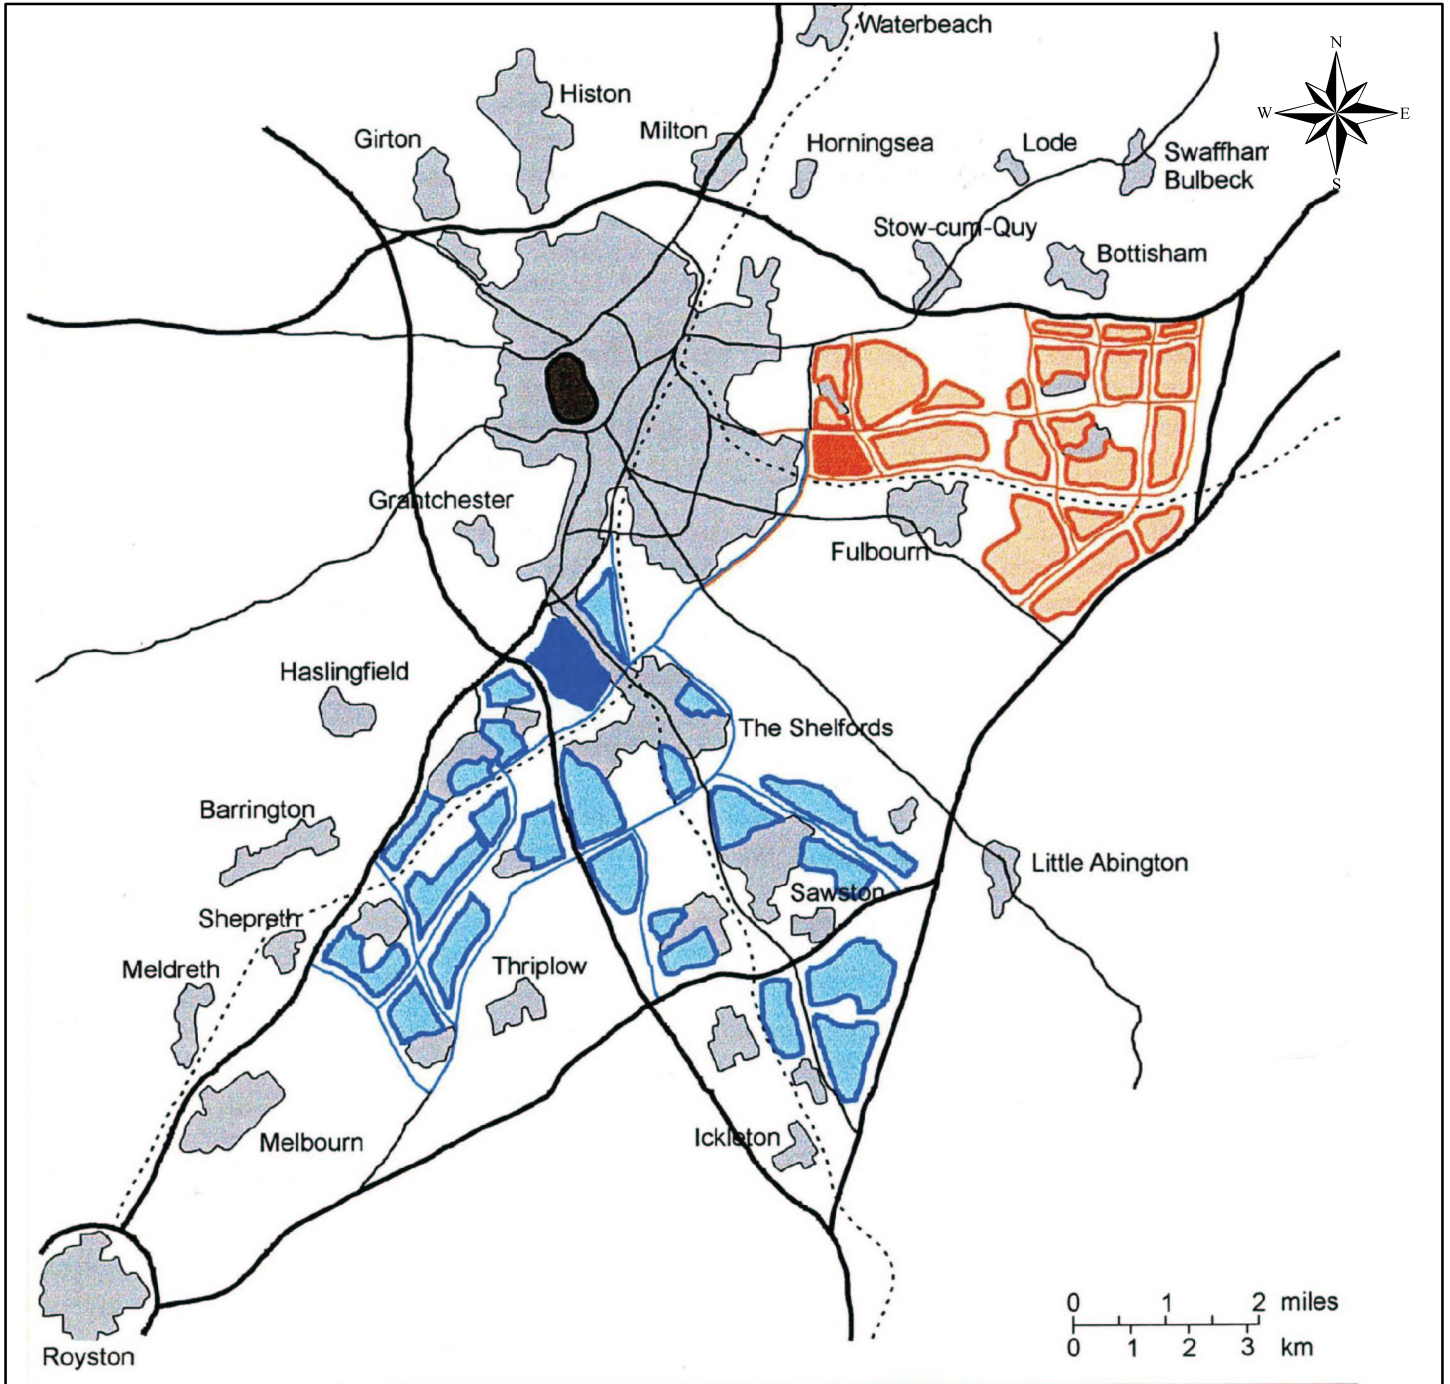 Waterbeach
N
Histon
W
E
Milton
Girton
Horningsea
Lode
Swaffham
Bulbeck
S
Stow-cum-Quy
Bottisham
Grantchester
Fulbourn
Haslingfield
The Shelfords
Barrington
Little Abington
Sawston
Shepreth
Meldreth
Thriplow
Melbourn
Ickleton
0 1 2 miles
0 1 2 3 km
Royston